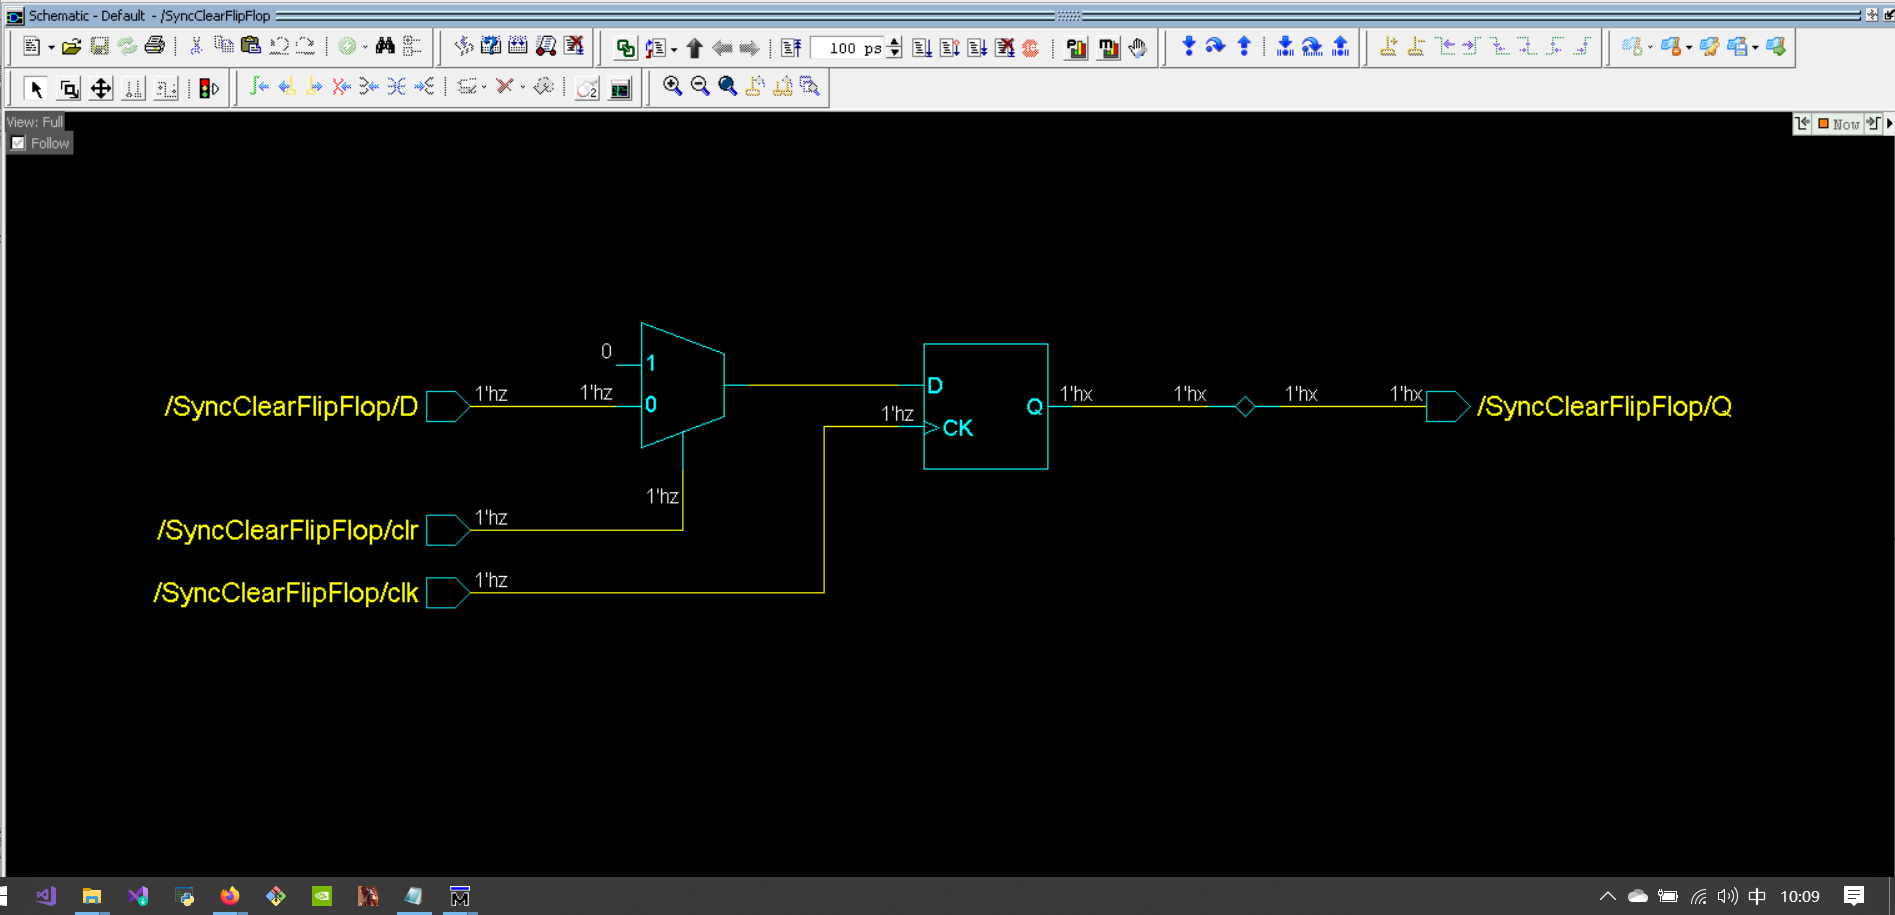 Schematic - Default - /SyncClearFlipFlop
100 ps
View: Full
Follow
Now
0
1
/SyncClearFlipFlop/D
1'hz
1'hz
0
D
Q
1'hx
1'hx
1'hx
1'hx
/SyncClearFlipFlop/Q
1'hz
CK
1'hz
/SyncClearFlipFlop/clr
1'hz
/SyncClearFlipFlop/clk
1'hz
中
10:09